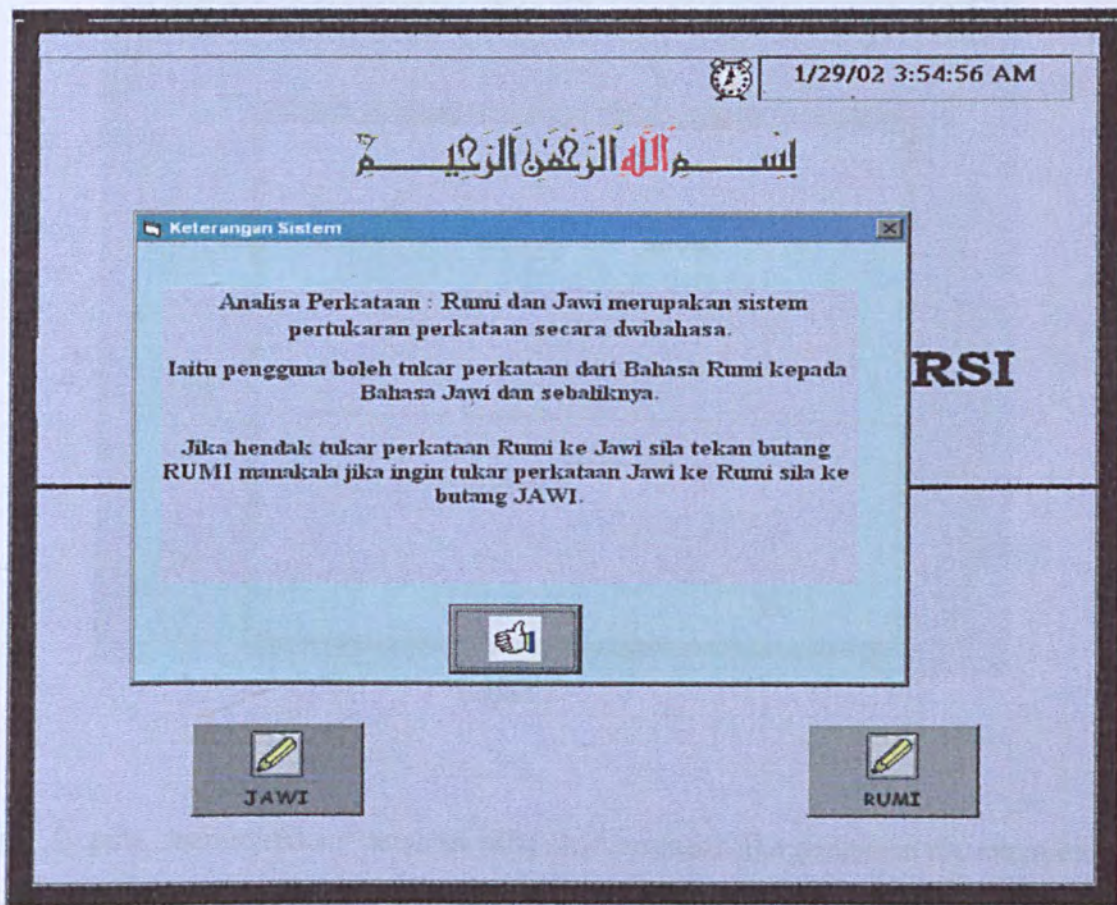 1/29/02 3:54:56 AM
بِسْمِ اللَّهِ الرَّحْمَٰنِ الرَّحِيمِ
Keterangan Sistem
Analisa Perkataan : Rumi dan Jawi merupakan sistem
pertukaran perkataan secara dwibahasa.
Iaitu pengguna boleh tukar perkataan dari Bahasa Rumi kepada
Bahasa Jawi dan sebaliknya.
RSI
Jika hendak tukar perkataan Rumi ke Jawi sila tekan butang
RUMI manakala jika ingin tukar perkataan Jawi ke Rumi sila ke
butang JAWI.
JAWI
RUMI